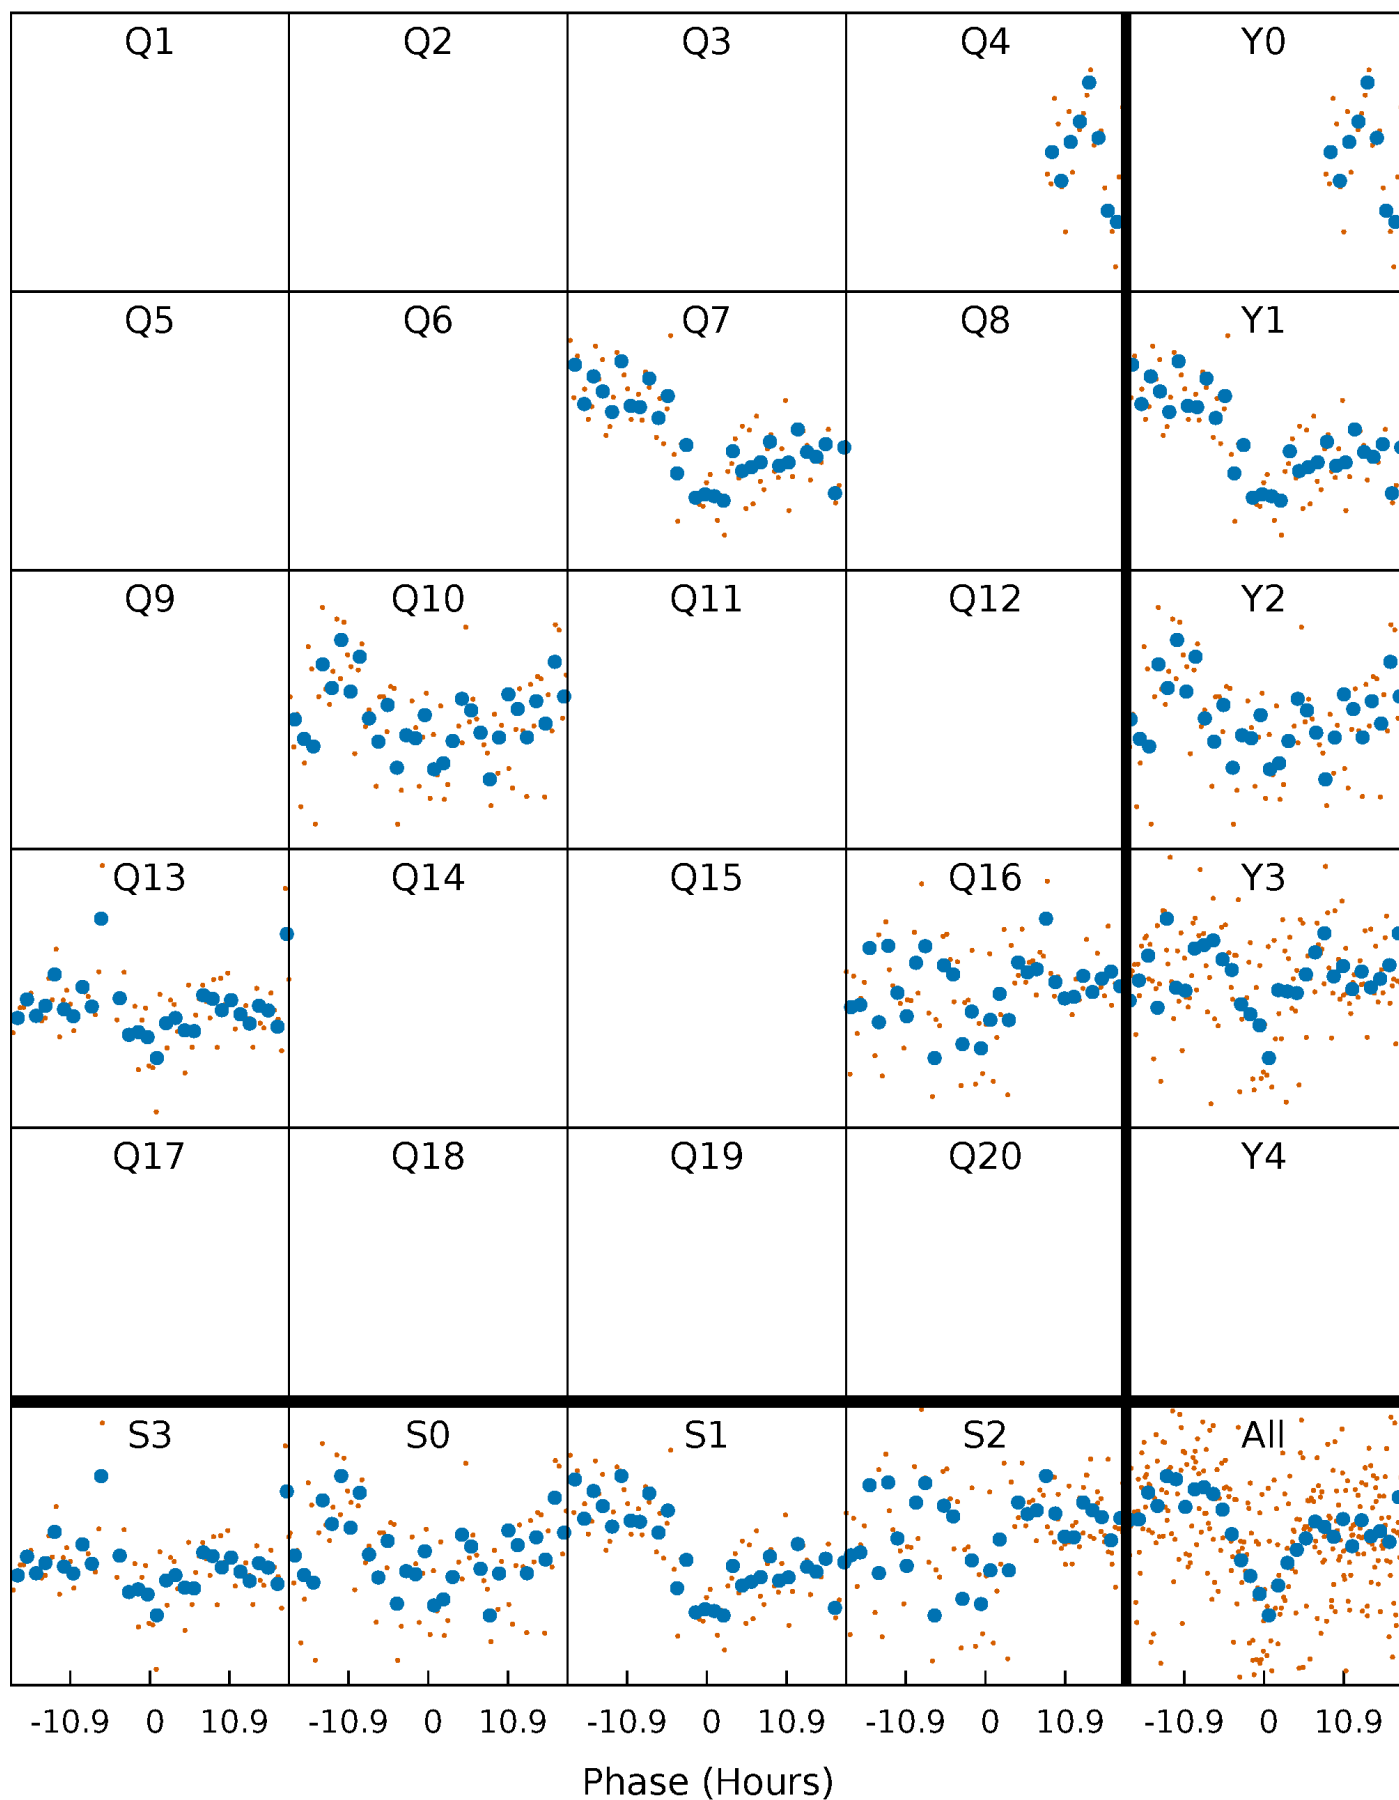 Q1 Q2 Q3 Q4 Y0
Q5 Q6 Q7 Q8 Y1
Q9 Q10 Q11 Q12 Y2
Q13 Q14 Q15 Q16 Y3
Q17 Q18 Q19 Q20 Y4
S3 S0 S1 S2 All
-10.9 0 10.9 -10.9 0 10.9 -10.9 0 10.9 -10.9 0 10.9 -10.9 0 10.9
Phase (Hours)